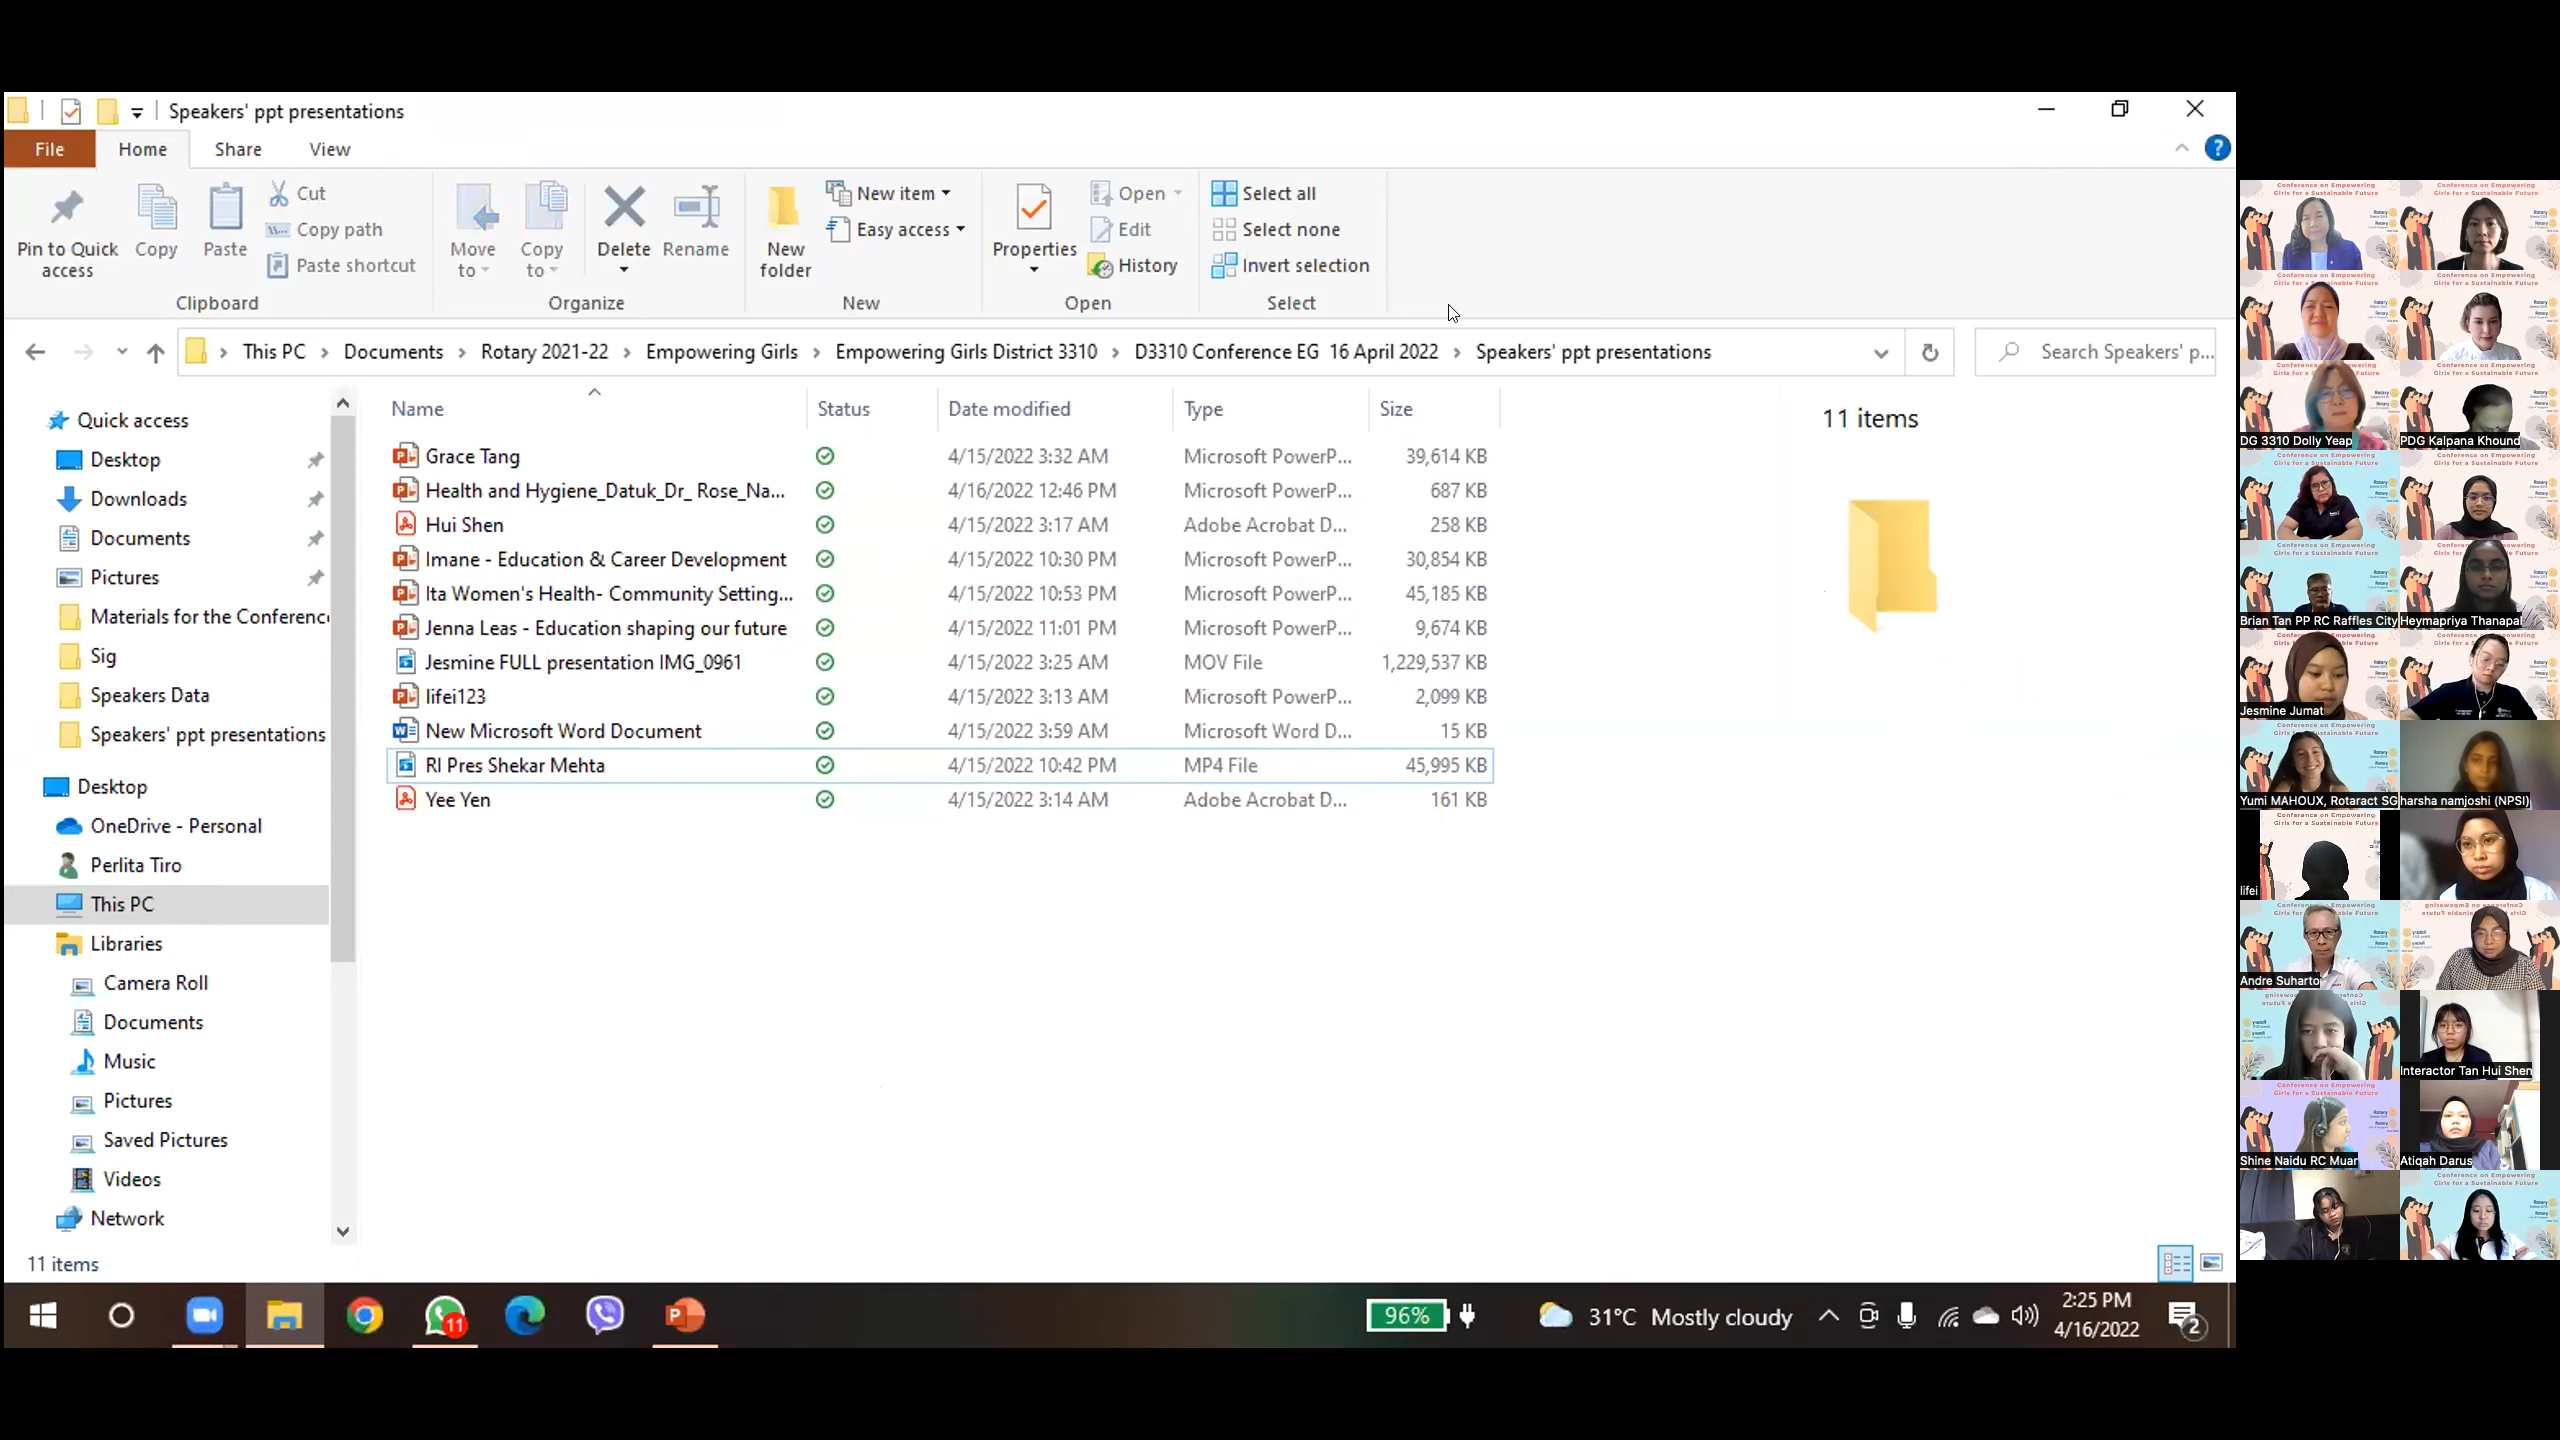 Speakers' ppt presentations
File Home Share View
Pin to Quick access
Copy
Paste
Cut
Copy path
Paste shortcut
Clipboard
Move to
Copy to
Delete
Rename
Organize
New folder
New item
Easy access
New
Properties
Open
Edit
History
Open
Select all
Select none
Invert selection
Select
This PC Documents Rotary 2021-22 Empowering Girls Empowering Girls District 3310 D3310 Conference EG 16 April 2022 Speakers' ppt presentations
Search Speakers' p...
Quick access
Desktop
Downloads
Documents
Pictures
Materials for the Conferenc
Sig
Speakers Data
Speakers' ppt presentations
Desktop
OneDrive - Personal
Perlita Tiro
This PC
Libraries
Camera Roll
Documents
Music
Pictures
Saved Pictures
Videos
Network
Name Status Date modified Type Size
Grace Tang 4/15/2022 3:32 AM Microsoft PowerP... 39,614 KB
Health and Hygiene_Datuk_Dr_ Rose_Na... 4/16/2022 12:46 PM Microsoft PowerP... 687 KB
Hui Shen 4/15/2022 3:17 AM Adobe Acrobat D... 258 KB
Imane - Education & Career Development 4/15/2022 10:30 PM Microsoft PowerP... 30,854 KB
Ita Women's Health- Community Setting... 4/15/2022 10:53 PM Microsoft PowerP... 45,185 KB
Jenna Leas - Education shaping our future 4/15/2022 11:01 PM Microsoft PowerP... 9,674 KB
Jesmine FULL presentation IMG_0961 4/15/2022 3:25 AM MOV File 1,229,537 KB
lifei123 4/15/2022 3:13 AM Microsoft PowerP... 2,099 KB
New Microsoft Word Document 4/15/2022 3:59 AM Microsoft Word D... 15 KB
RI Pres Shekar Mehta 4/15/2022 10:42 PM MP4 File 45,995 KB
Yee Yen 4/15/2022 3:14 AM Adobe Acrobat D... 161 KB
11 items
11 items
11
96%
31°C Mostly cloudy
2:25 PM
4/16/2022
2
Conference on Empowering
Girls for a Sustainable Future
Rotary
DG 3310 Dolly Yeap
PDG Kalpana Khound
Brian Tan PP RC Raffles City
Heymapriya Thanapal
Jesmine Jumat
Yumi MAHOUX, Rotaract SG
harsha namjoshi (NPSI)
lifei
Andre Suharto
Interactor Tan Hui Shen
Shine Naidu RC Muar
Atiqah Darus